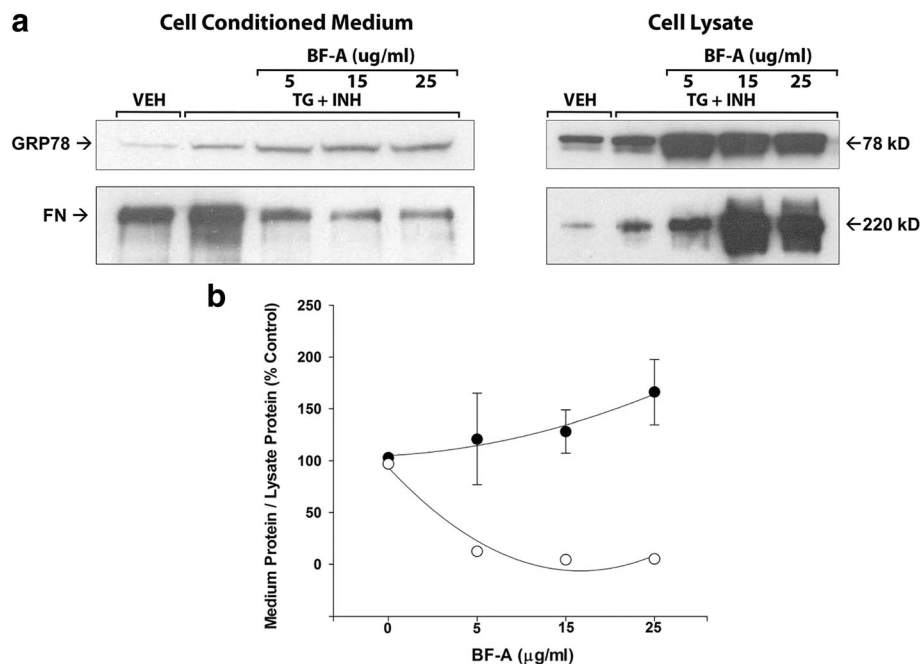 a
Cell Conditioned Medium
Cell Lysate
BF-A (ug/ml)
BF-A (ug/ml)
5 15 25
5 15 25
VEH
TG + INH
VEH
TG + INH
GRP78 →
←78 kD
FN →
←220 kD
b
Medium Protein / Lysate Protein (% Control)
250
200
150
100
50
0
0 5 15 25
BF-A (μg/ml)